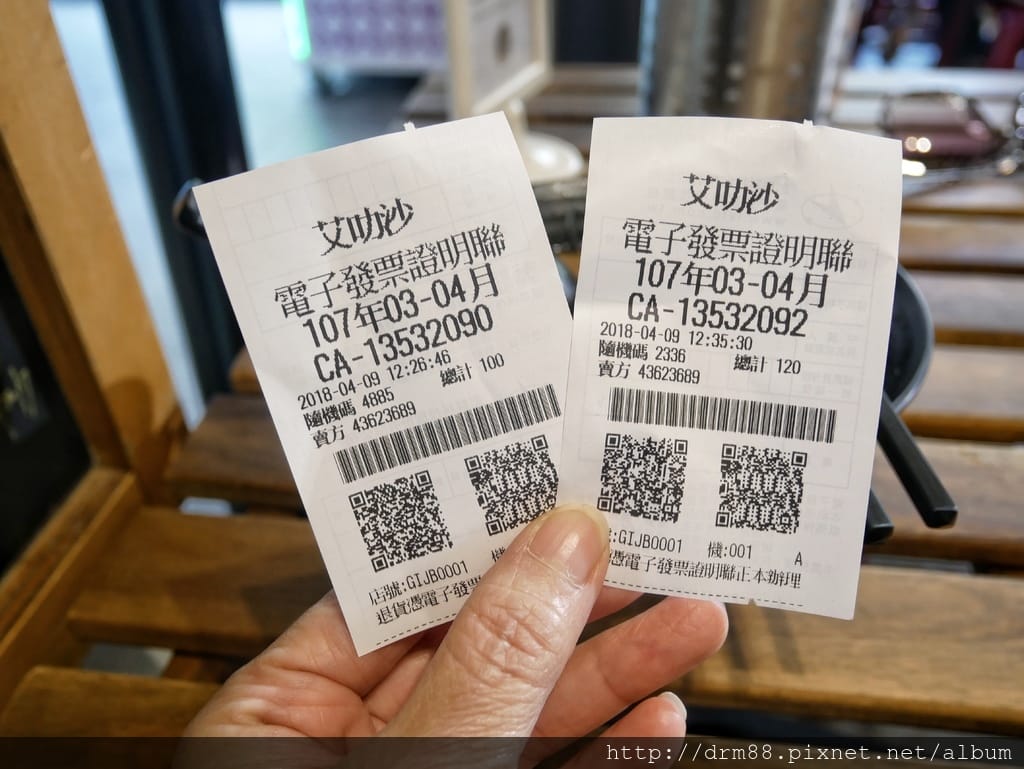 艾叻沙
電子發票證明聯
107年03-04月
CA-13532090
2018-04-09 12:26:46
隨機碼 4885 總計 100
賣方 43623689
店號:GIJB0001
退貨憑電子發
艾叻沙
電子發票證明聯
107年03-04月
CA-13532092
2018-04-09 12:35:30
隨機碼 2336 總計 120
賣方 43623689
:GIJB0001 機:001 A
憑電子發票證明聯正本辦理
http://drm88.pixnet.net/album